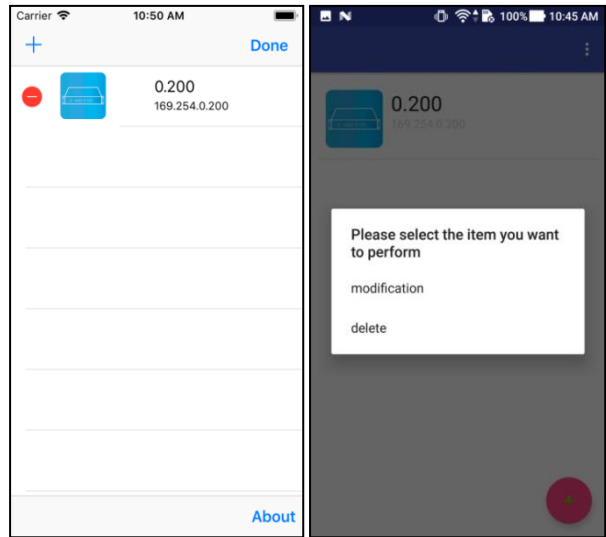 Carrier 10:50 AM
+ Done
0.200
169.254.0.200
About
N 100% 10:45 AM
0.200
169.254.0.200
Please select the item you want
to perform
modification
delete